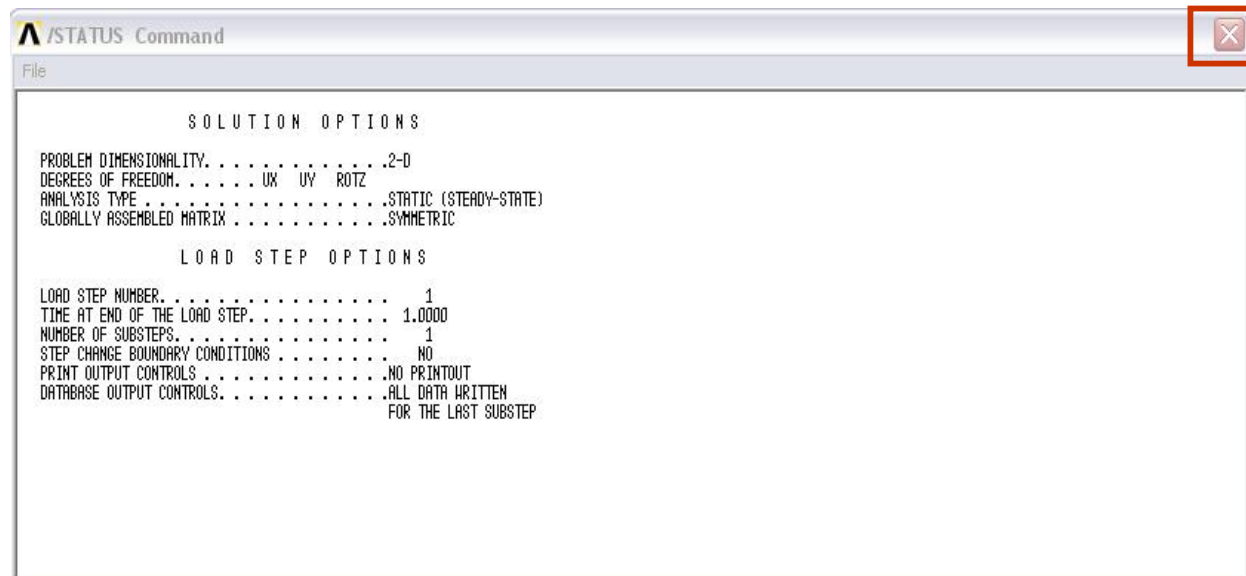 /STATUS Command
File
SOLUTION OPTIONS
PROBLEM DIMENSIONALITY. . . . . . . . . . . . .2-D
DEGREES OF FREEDOM. . . . . . UX UY ROTZ
ANALYSIS TYPE . . . . . . . . . . . . . . . . .STATIC (STEADY-STATE)
GLOBALLY ASSEMBLED MATRIX . . . . . . . . . . .SYMMETRIC
LOAD STEP OPTIONS
LOAD STEP NUMBER. . . . . . . . . . . . . . . . 1
TIME AT END OF THE LOAD STEP. . . . . . . . . . 1.0000
NUMBER OF SUBSTEPS. . . . . . . . . . . . . . . 1
STEP CHANGE BOUNDARY CONDITIONS . . . . . . . . NO
PRINT OUTPUT CONTROLS . . . . . . . . . . . . .NO PRINTOUT
DATABASE OUTPUT CONTROLS. . . . . . . . . . . .ALL DATA WRITTEN
FOR THE LAST SUBSTEP